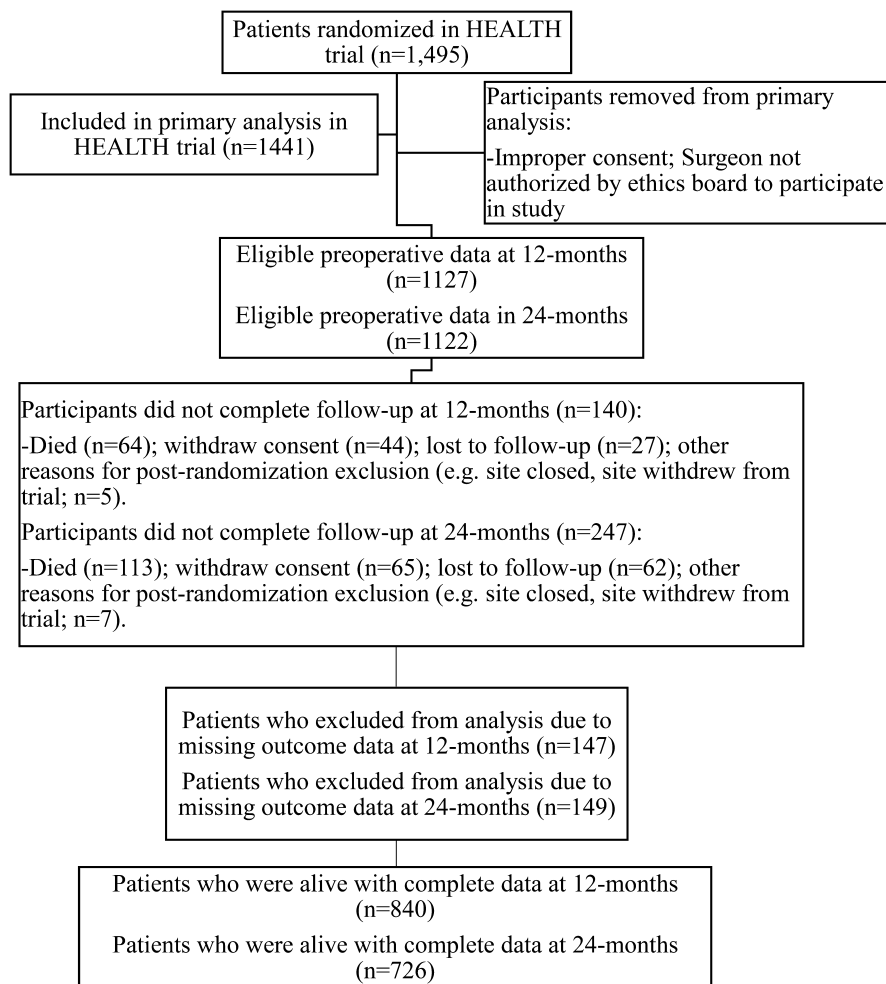 Patients randomized in HEALTH
trial (n=1,495)
Included in primary analysis in
HEALTH trial (n=1441)
Participants removed from primary
analysis:
-Improper consent; Surgeon not
authorized by ethics board to participate
in study
Eligible preoperative data at 12-months
(n=1127)
Eligible preoperative data in 24-months
(n=1122)
Participants did not complete follow-up at 12-months (n=140):
-Died (n=64); withdraw consent (n=44); lost to follow-up (n=27); other
reasons for post-randomization exclusion (e.g. site closed, site withdrew from
trial; n=5).
Participants did not complete follow-up at 24-months (n=247):
-Died (n=113); withdraw consent (n=65); lost to follow-up (n=62); other
reasons for post-randomization exclusion (e.g. site closed, site withdrew from
trial; n=7).
Patients who excluded from analysis due to
missing outcome data at 12-months (n=147)
Patients who excluded from analysis due to
missing outcome data at 24-months (n=149)
Patients who were alive with complete data at 12-months
(n=840)
Patients who were alive with complete data at 24-months
(n=726)